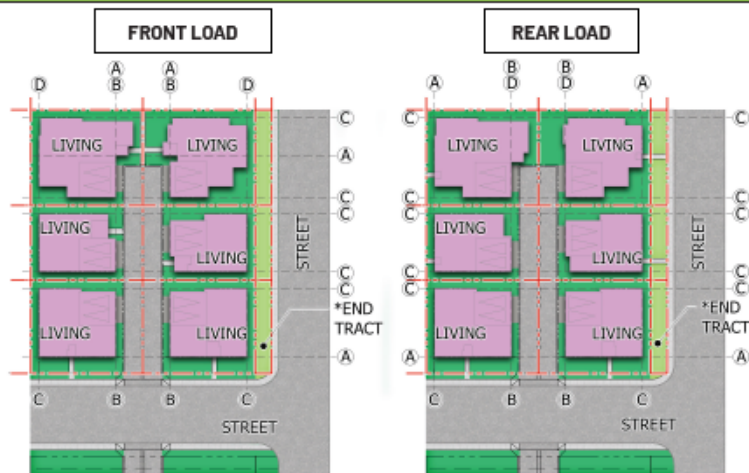 FRONT LOAD
REAR LOAD
A A
D B B D
B B
A D D A
C C C
LIVING LIVING LIVING LIVING
A
C C C
C C C
LIVING LIVING
LIVING LIVING
STREET STREET
C C C
C C C
*END
TRACT
*END
TRACT
LIVING LIVING LIVING LIVING
A A A
C B B C C B B C
STREET STREET